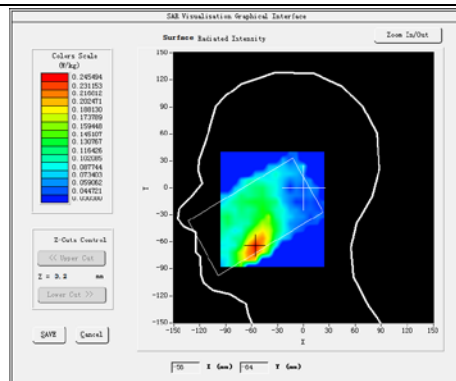 SAR Visualisation Graphical Interface
Surface Radiated Intensity
Zoom In/Out
Colors Scale
(W/kg)
0.245494
0.231153
0.216812
0.202471
0.188130
0.173789
0.159448
0.145107
0.130767
0.116426
0.102085
0.087744
0.073403
0.059062
0.044721
0.030380
Z-Cuts Control
<< Upper Cut
Z = 3.2 mm
Lower Cut >>
SAVE
Cancel
150
120
90
60
30
0
-30
-60
-90
-120
-150
Y
-150 -120 -90 -60 -30 0 30 60 90 120 150
X
X (mm)
-64 Y (mm)